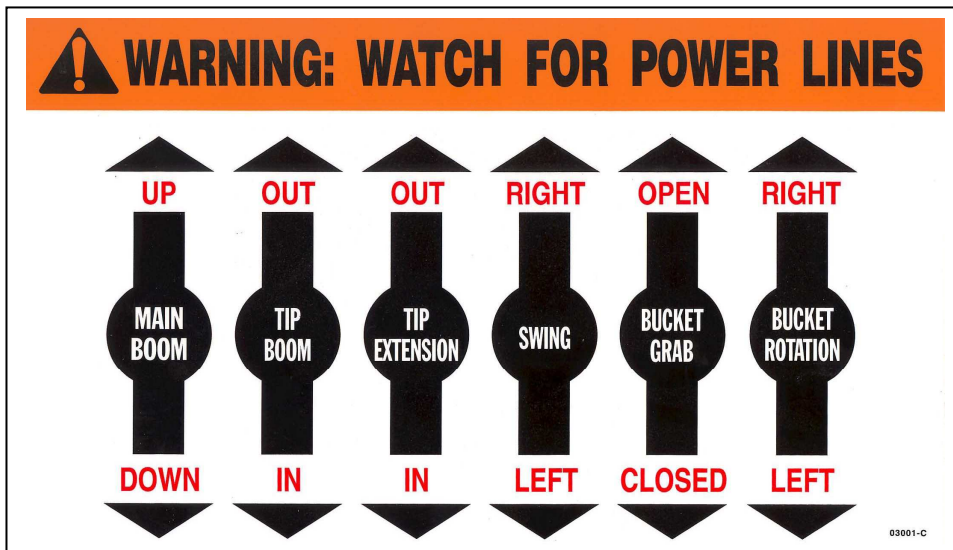 WARNING: WATCH FOR POWER LINES
UP OUT OUT RIGHT OPEN RIGHT
MAIN BOOM TIP BOOM TIP EXTENSION SWING BUCKET GRAB BUCKET ROTATION
DOWN IN IN LEFT CLOSED LEFT
03001-C